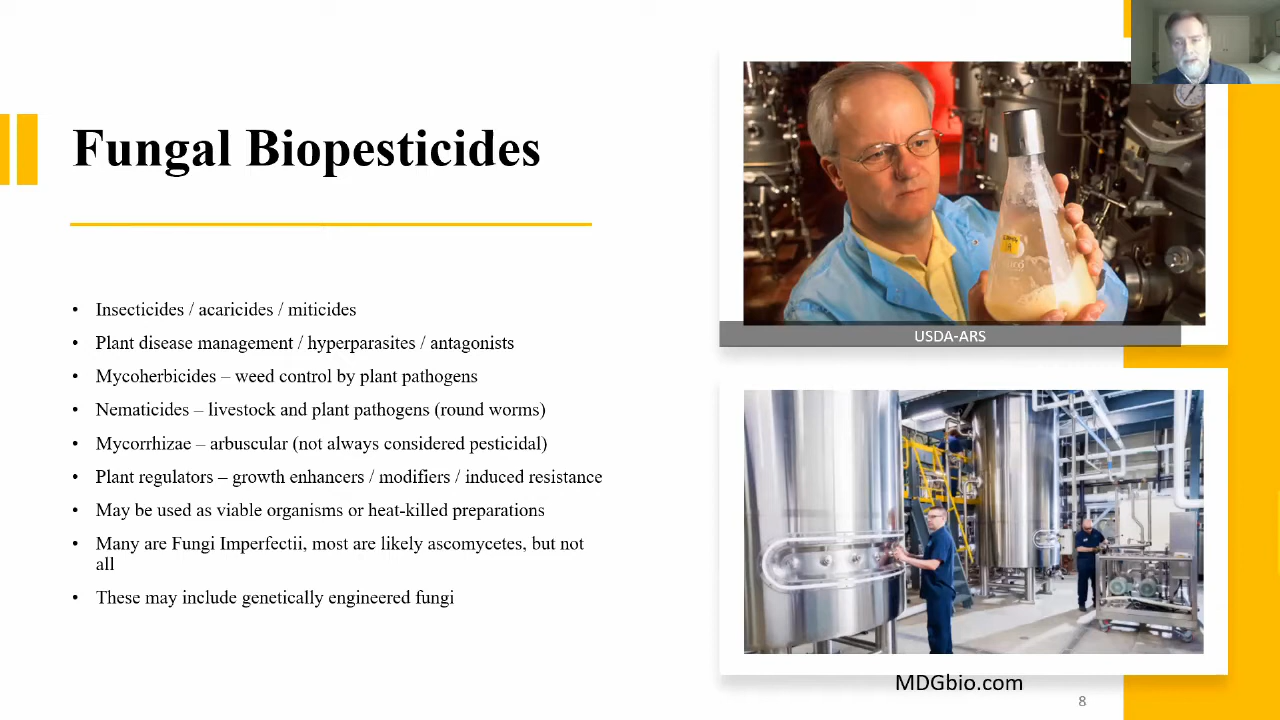 Fungal Biopesticides
• Insecticides / acaricides / miticides
• Plant disease management / hyperparasites / antagonists
• Mycoherbicides – weed control by plant pathogens
• Nematicides – livestock and plant pathogens (round worms)
• Mycorrhizae – arbuscular (not always considered pesticidal)
• Plant regulators – growth enhancers / modifiers / induced resistance
• May be used as viable organisms or heat-killed preparations
• Many are Fungi Imperfectii, most are likely ascomycetes, but not
all
• These may include genetically engineered fungi
USDA-ARS
MDGbio.com
8